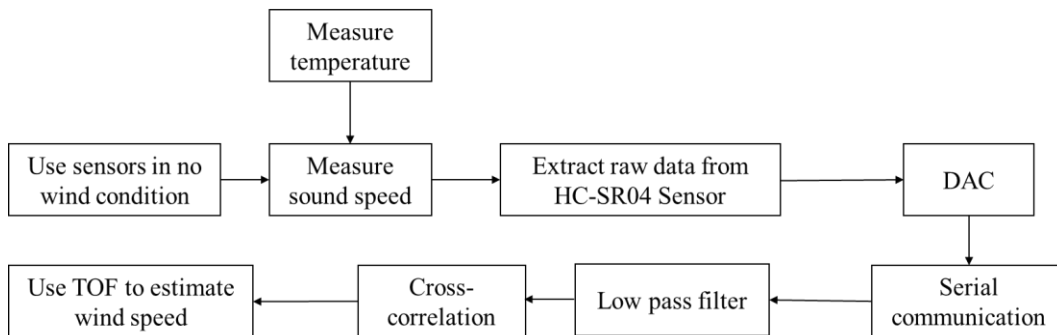 Measure
temperature
Use sensors in no
wind condition
Measure
sound speed
Extract raw data from
HC-SR04 Sensor
DAC
Serial
communication
Low pass filter
Cross-
correlation
Use TOF to estimate
wind speed